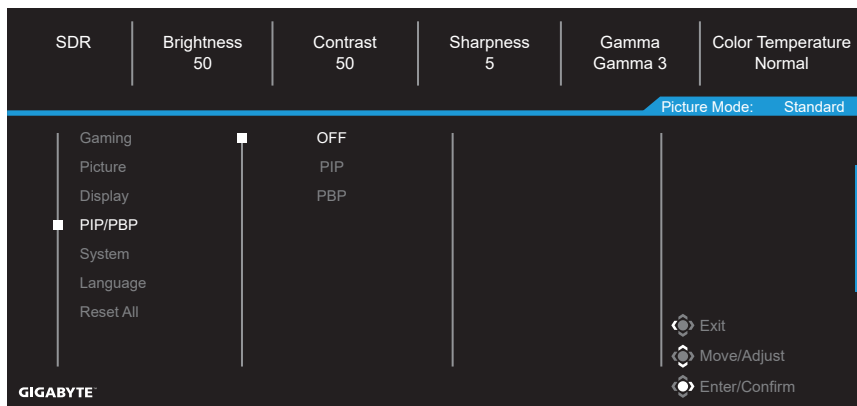 SDR
Brightness
50
Contrast
50
Sharpness
5
Gamma
Gamma 3
Color Temperature
Normal
Picture Mode: Standard
Gaming
Picture
Display
PIP/PBP
System
Language
Reset All
OFF
PIP
PBP
Exit
Move/Adjust
Enter/Confirm
GIGABYTE™